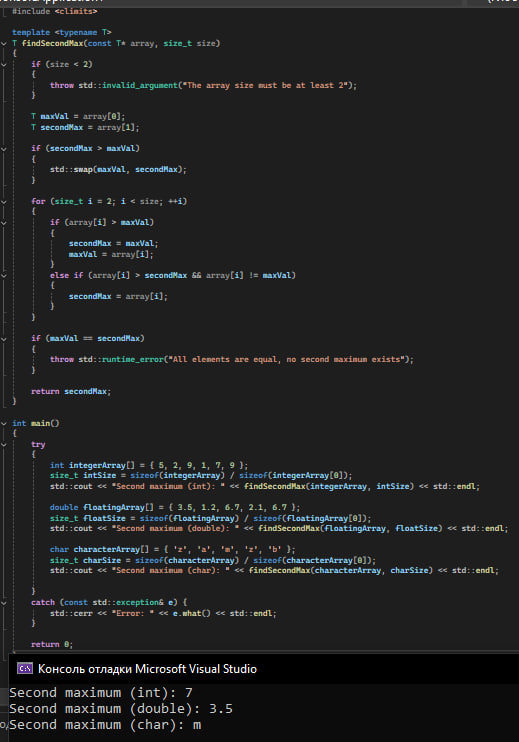 #include <climits>
template <typename T>
T findSecondMax(const T* array, size_t size)
{
if (size < 2)
{
throw std::invalid_argument("The array size must be at least 2");
}
T maxVal = array[0];
T secondMax = array[1];
if (secondMax > maxVal)
{
std::swap(maxVal, secondMax);
}
for (size_t i = 2; i < size; ++i)
{
if (array[i] > maxVal)
{
secondMax = maxVal;
maxVal = array[i];
}
else if (array[i] > secondMax && array[i] != maxVal)
{
secondMax = array[i];
}
}
if (maxVal == secondMax)
{
throw std::runtime_error("All elements are equal, no second maximum exists");
}
return secondMax;
}
int main()
{
try
{
int integerArray[] = { 5, 2, 9, 1, 7, 9 };
size_t intSize = sizeof(integerArray) / sizeof(integerArray[0]);
std::cout << "Second maximum (int): " << findSecondMax(integerArray, intSize) << std::endl;
double floatingArray[] = { 3.5, 1.2, 6.7, 2.1, 6.7 };
size_t floatSize = sizeof(floatingArray) / sizeof(floatingArray[0]);
std::cout << "Second maximum (double): " << findSecondMax(floatingArray, floatSize) << std::endl;
char characterArray[] = { 'z', 'a', 'm', 'z', 'b' };
size_t charSize = sizeof(characterArray) / sizeof(characterArray[0]);
std::cout << "Second maximum (char): " << findSecondMax(characterArray, charSize) << std::endl;
}
catch (const std::exception& e) {
std::cerr << "Error: " << e.what() << std::endl;
}
return 0;
Консоль отладки Microsoft Visual Studio
Second maximum (int): 7
Second maximum (double): 3.5
Second maximum (char): m